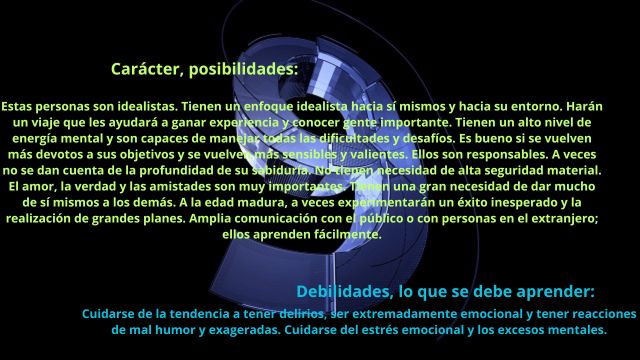 Carácter, posibilidades:
Estas personas son idealistas. Tienen un enfoque idealista hacia sí mismos y hacia su entorno. Harán
un viaje que les ayudará a ganar experiencia y conocer gente importante. Tienen un alto nivel de
energía mental y son capaces de manejar todas las dificultades y desafíos. Es bueno si se vuelven
más devotos a sus objetivos y se vuelven más sensibles y valientes. Ellos son responsables. A veces
no se dan cuenta de la profundidad de su sabiduría. No tienen necesidad de alta seguridad material.
El amor, la verdad y las amistades son muy importantes. Tienen una gran necesidad de dar mucho
de sí mismos a los demás. A la edad madura, a veces experimentarán un éxito inesperado y la
realización de grandes planes. Amplia comunicación con el público o con personas en el extranjero;
ellos aprenden fácilmente.
Debilidades, lo que se debe aprender:
Cuidarse de la tendencia a tener delirios, ser extremadamente emocional y tener reacciones
de mal humor y exageradas. Cuidarse del estrés emocional y los excesos mentales.